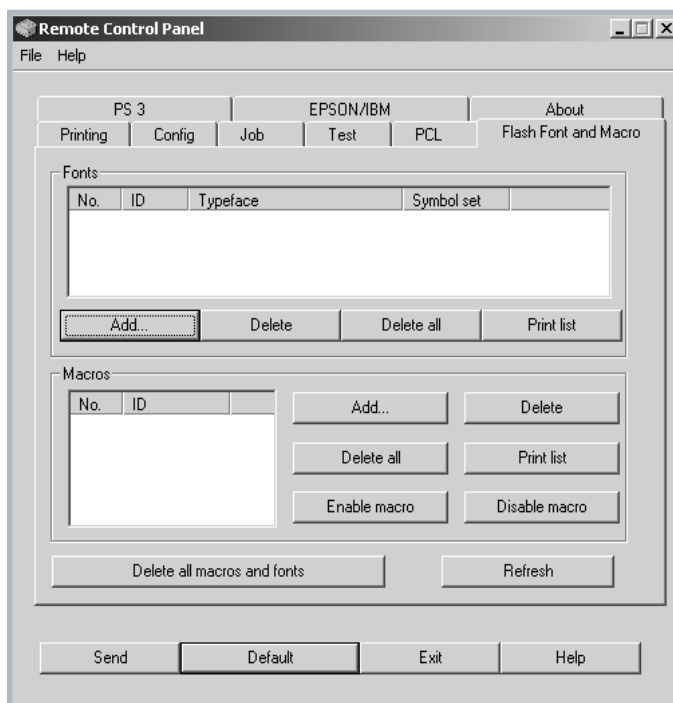 Remote Control Panel
File Help
PS 3 EPSON/IBM About
Printing Config Job Test PCL Flash Font and Macro
Fonts
No. ID Typeface Symbol set
Add... Delete Delete all Print list
Macros
No. ID
Add... Delete
Delete all Print list
Enable macro Disable macro
Delete all macros and fonts Refresh
Send Default Exit Help